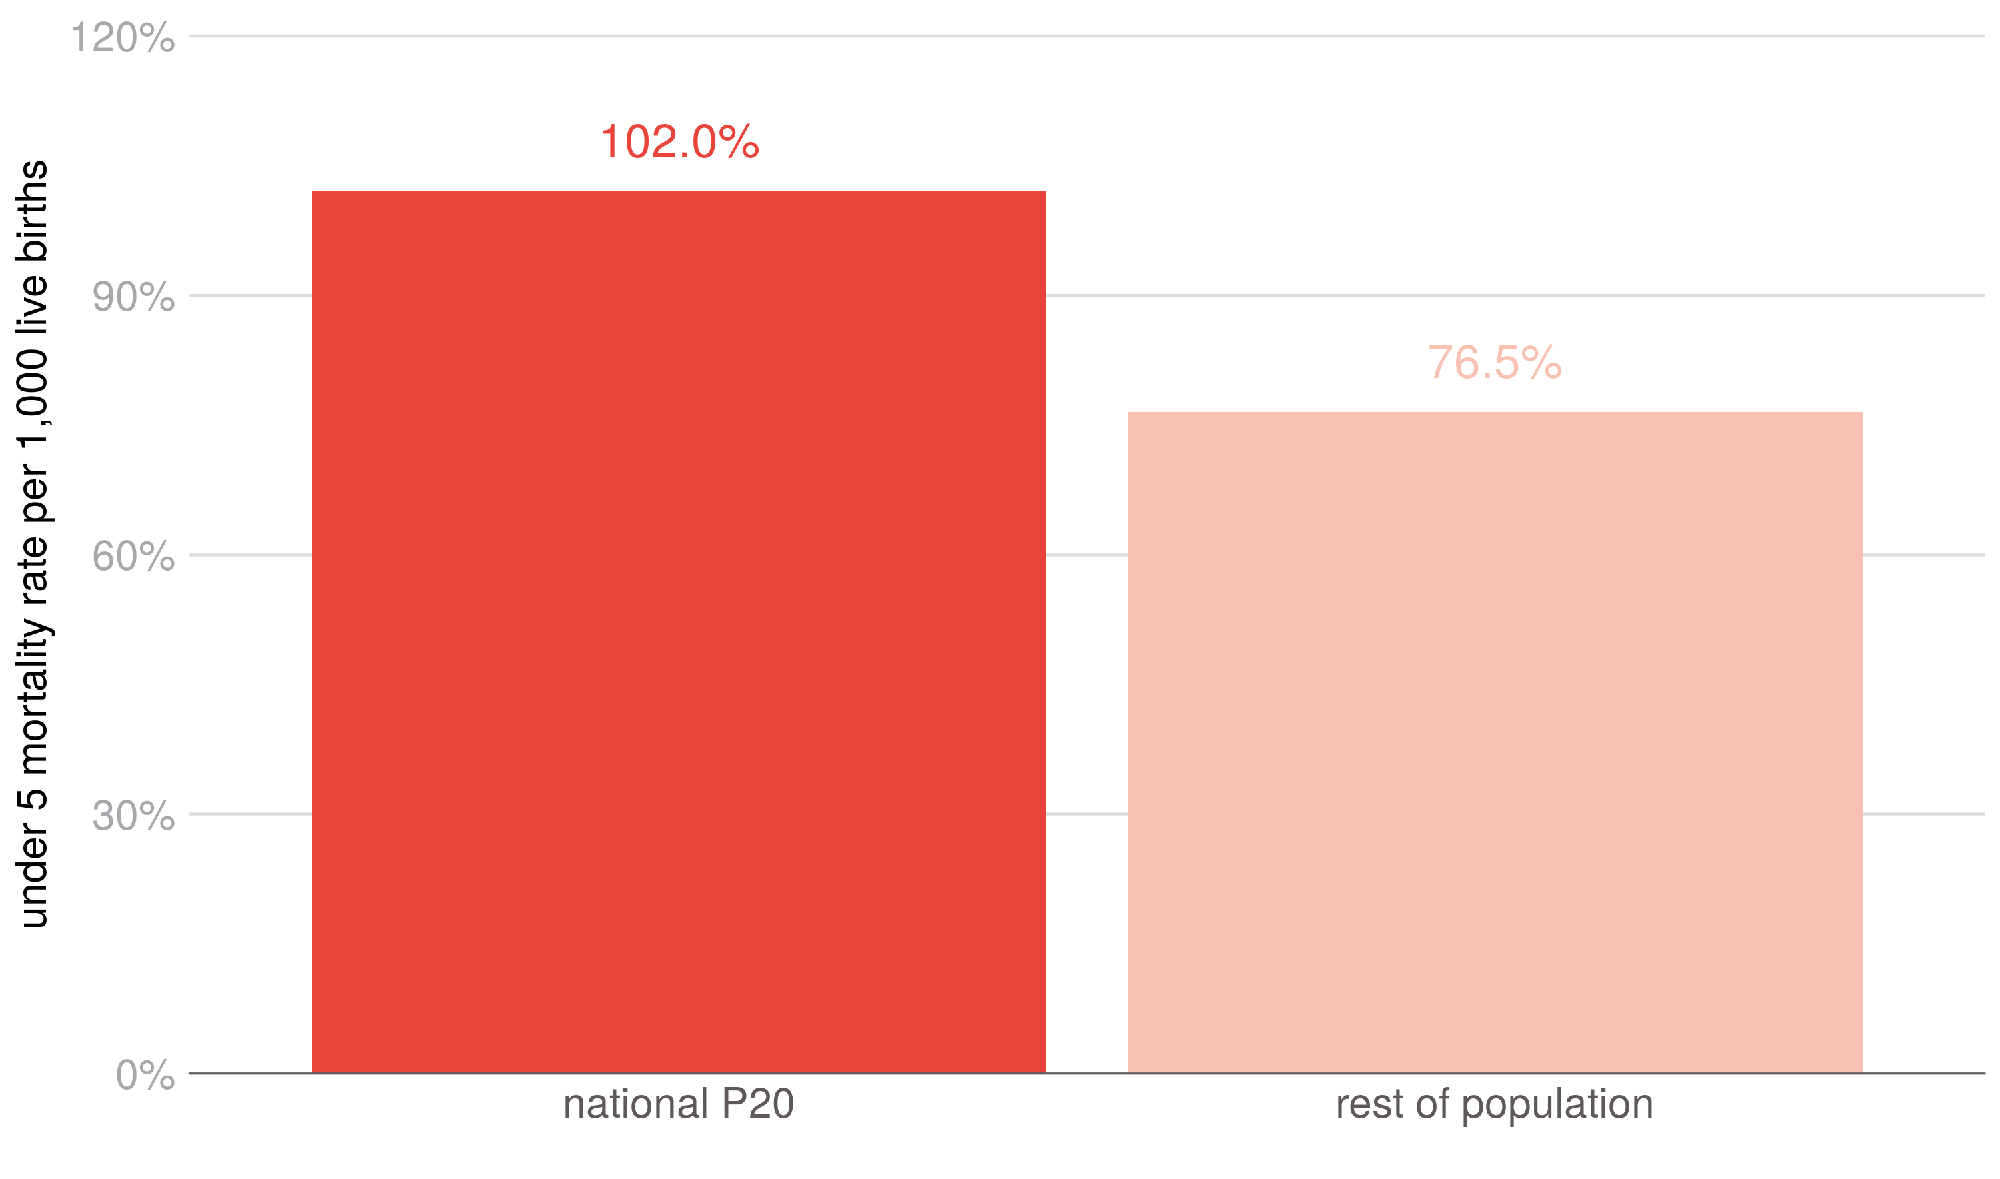 under 5 mortality rate per 1,000 live births
120%
90%
60%
30%
0%
102.0%
76.5%
national P20
rest of population